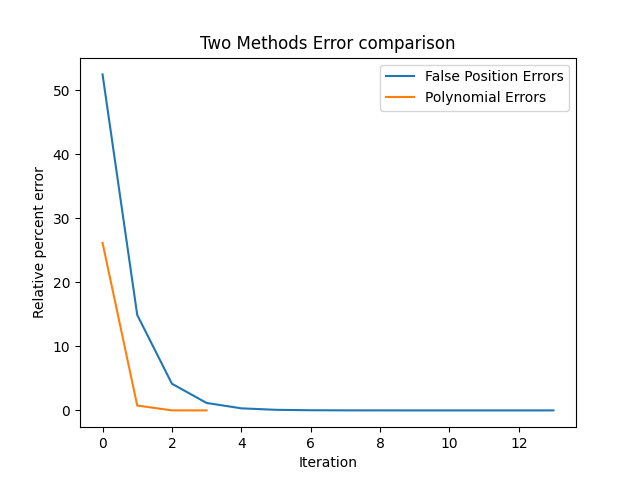 Two Methods Error comparison
False Position Errors
Polynomial Errors
Relative percent error
50
40
30
20
10
0
0 2 4 6 8 10 12
Iteration